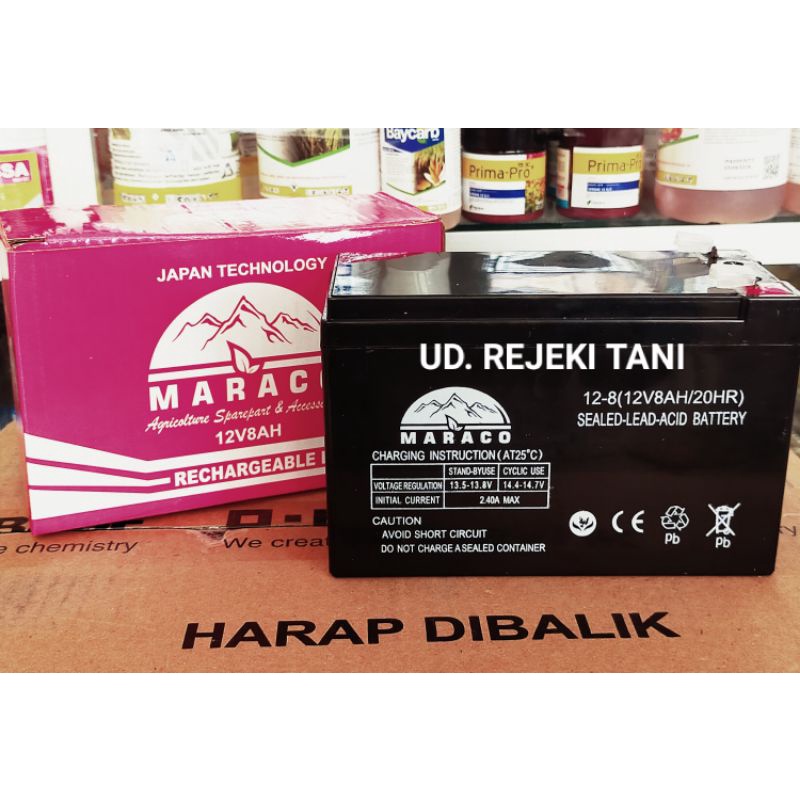 Baycarb
Prima-Pro
Prima-Pro
SA
JAPAN TECHNOLOGY
MARACO
Agricolture Sparepart &
12V8AH
RECHARGEABLE
UD. REJEKI TANI
12-8(12V8AH/20HR)
SEALED-LEAD-ACID BATTERY
MARACO
CHARGING INSTRUCTION(AT25°C)
STAND-BYUSE CYCLIC USE
VOLTAGE REGULATION 13.5-13.8V 14.4-14.7V
INITIAL CURRENT 2.40A MAX
CAUTION
AVOID SHORT CIRCUIT
DO NOT CHARGE A SEALED CONTAINER
CE
Pb
Pb
chemistry
We creat
HARAP DIBALIK